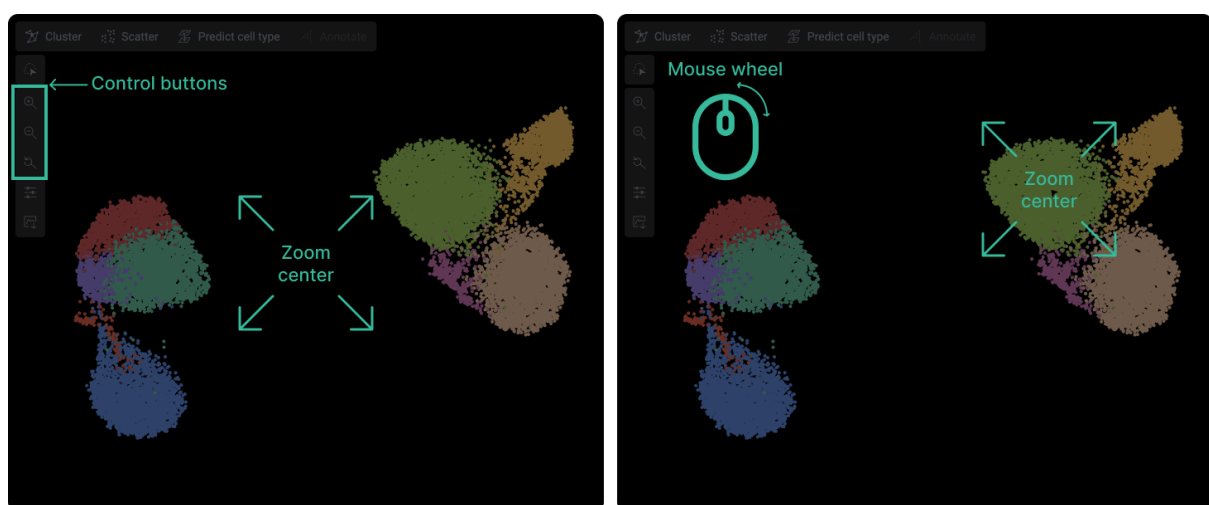 Cluster Scatter Predict cell type Annotate
Control buttons
Zoom
center
Cluster Scatter Predict cell type Annotate
Mouse wheel
Zoom
center